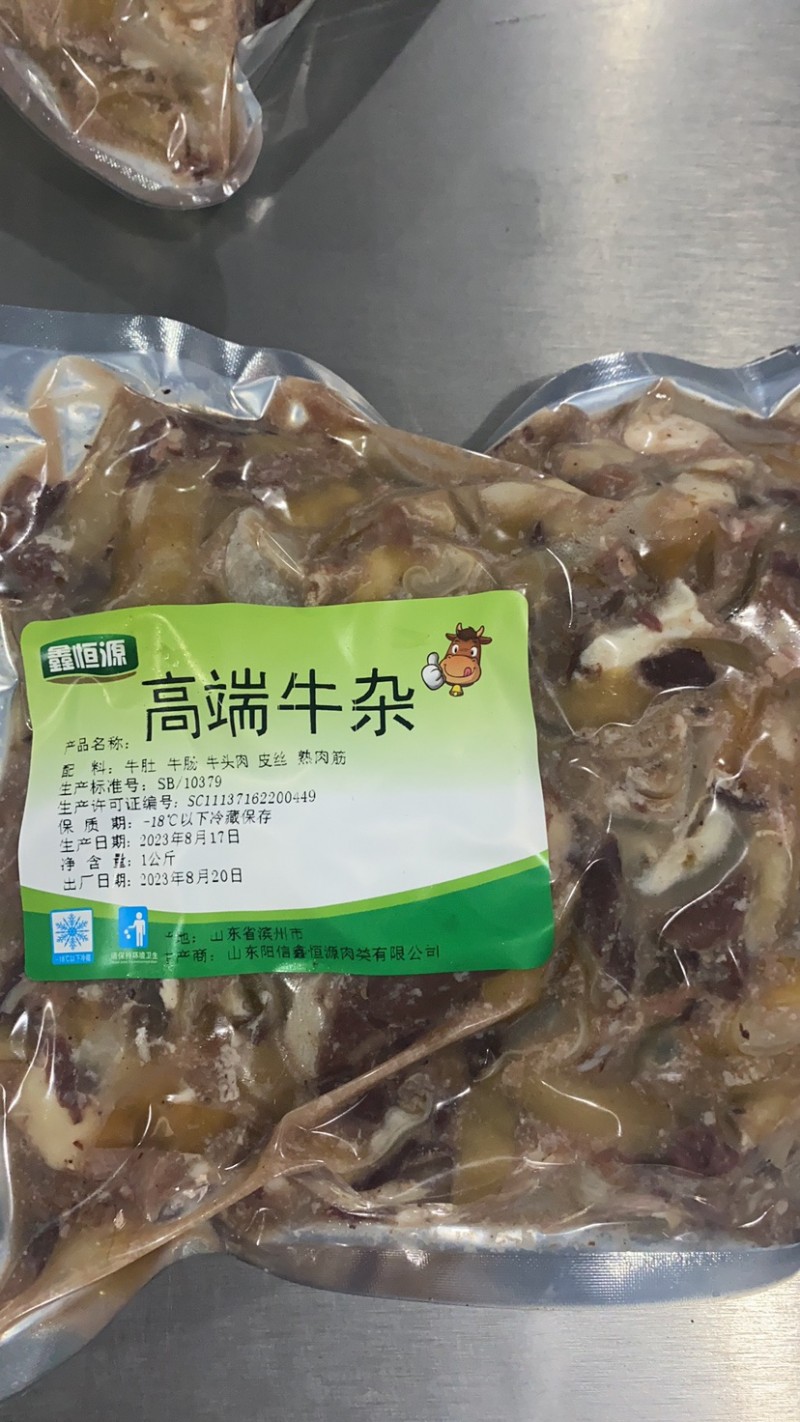 鑫恒源
高端牛杂
产品名称:
配 料: 牛肚 牛肠 牛头肉 皮丝 熟肉筋
生产标准号: SB/10379
生产许可证编号: SC11137162200449
保 质 期: -18℃以下冷藏保存
生产日期: 2023年8月17日
净 含 量: 1公斤
出厂日期: 2023年8月20日
地: 山东省滨州市
产商: 山东阳信鑫恒源肉类有限公司